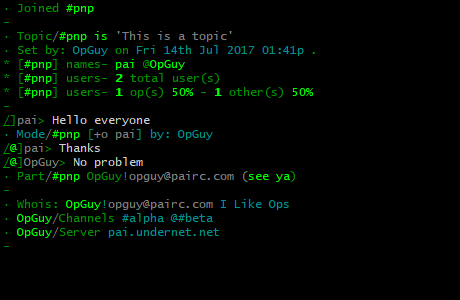 · Joined #pnp
-
· Topic/#pnp is 'This is a topic'
· Set by: OpGuy on Fri 14th Jul 2017 01:41p .
* [#pnp] names- pai @OpGuy
* [#pnp] users- 2 total user(s)
* [#pnp] users- 1 op(s) 50% - 1 other(s) 50%
-
/]pai> Hello everyone
· Mode/#pnp [+o pai] by: OpGuy
/@]pai> Thanks
/@]OpGuy> No problem
· Part/#pnp OpGuy!opguy@pairc.com (see ya)
-
· Whois: OpGuy!opguy@pairc.com I Like Ops
· OpGuy/Channels #alpha @#beta
· OpGuy/Server pai.undernet.net
-